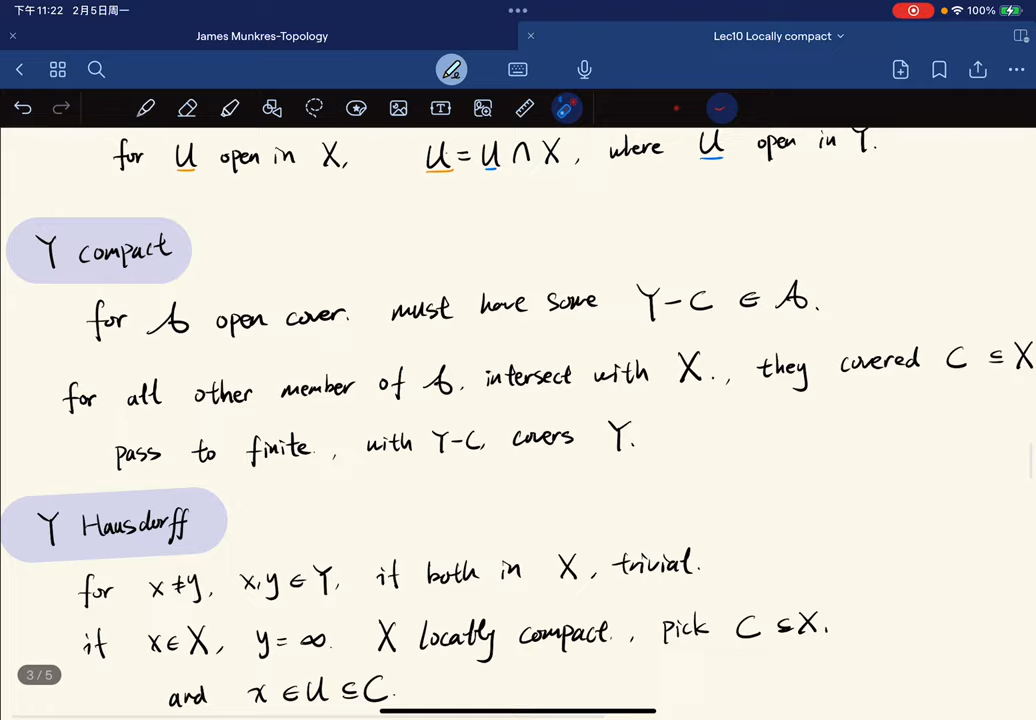 下午11:22 2月5日周一
100%
James Munkres-Topology
Lec10 Locally compact
for U open in X, U = U ∩ X, where U open in Y.
Y compact
for A open cover. must have some Y-C ∈ A.
for all other member of A. intersect with X., they covered C ⊆ X
pass to finite., with Y-C, covers Y.
Y Hausdorff
for x≠y, x,y ∈ Y, if both in X, trivial.
if x∈X, y=∞. X locally compact., pick C ⊆ X.
3/5
and x ∈ U ⊆ C.